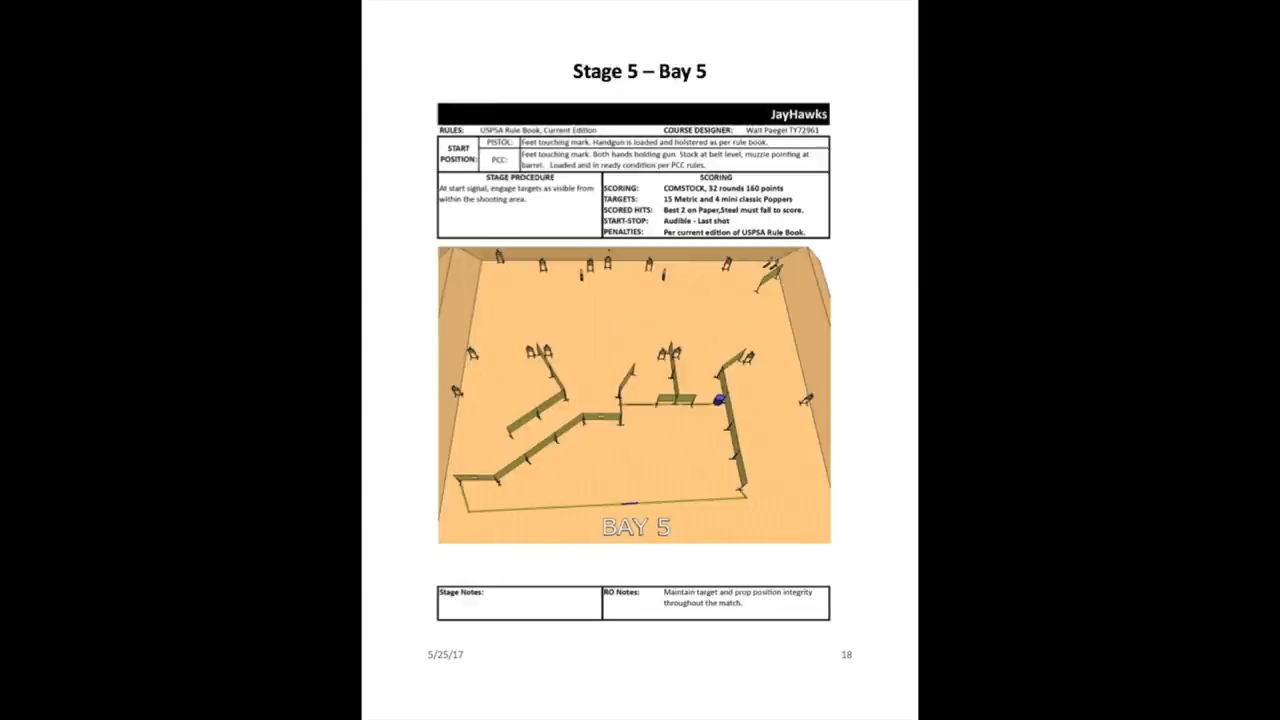 Stage 5 – Bay 5
JayHawks
RULES: USPSA Rule Book, Current Edition COURSE DESIGNER: Walt Paegel TY72961
START POSITION:
PISTOL: Feet touching mark. Handgun is loaded and holstered as per rule book.
PCC: Feet touching mark. Both hands holding gun. Stock at belt level, muzzle pointing at
barrel. Loaded and in ready condition per PCC rules.
STAGE PROCEDURE
At start signal, engage targets as visible from
within the shooting area.
SCORING
SCORING: COMSTOCK, 32 rounds 160 points
TARGETS: 15 Metric and 4 mini classic Poppers
SCORED HITS: Best 2 on Paper,Steel must fall to score.
START-STOP: Audible - Last shot
PENALTIES: Per current edition of USPSA Rule Book.
BAY 5
Stage Notes:
RO Notes: Maintain target and prop position integrity
throughout the match.
5/25/17
18